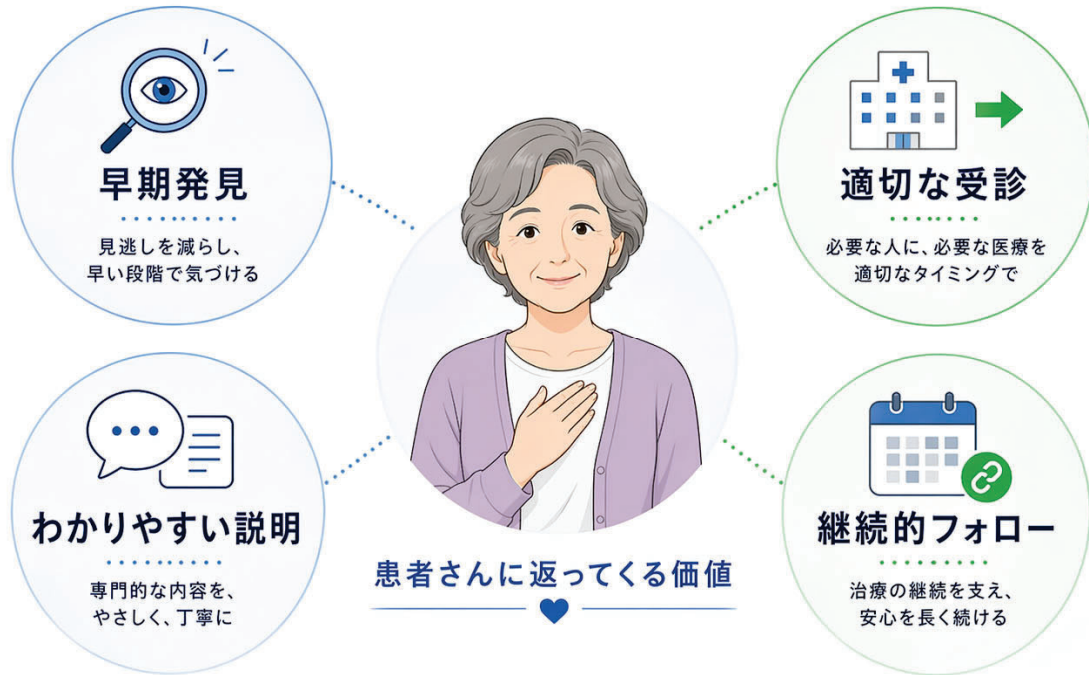 早期発見
見逃しを減らし、
早い段階で気づける
適切な受診
必要な人に、必要な医療を
適切なタイミングで
わかりやすい説明
専門的な内容を、
やさしく、丁寧に
継続的フォロー
治療の継続を支え、
安心を長く続ける
患者さんに返ってくる価値